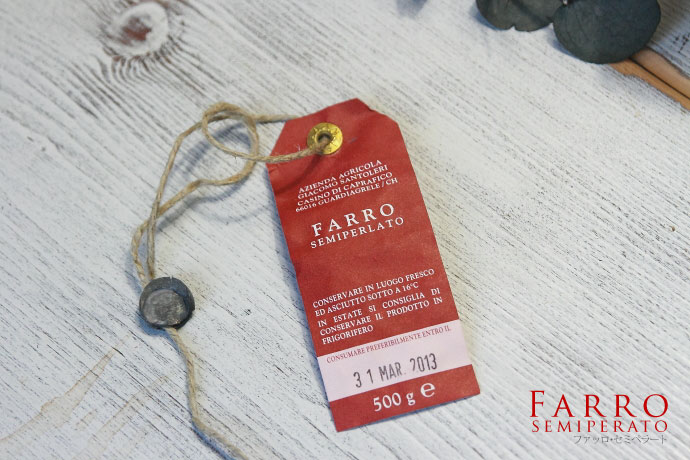 AZIENDA AGRICOLA
GIACOMO SANTOLERI
CASINO DI CAPRAFICO
66016 GUARDIAGRELE / CH
FARRO
SEMIPERLATO
CONSERVARE IN LUOGO FRESCO
ED ASCIUTTO SOTTO A 16°C
IN ESTATE SI CONSIGLIA DI
CONSERVARE IL PRODOTTO IN
FRIGORIFERO
CONSUMARE PREFERIBILMENTE ENTRO IL
31 MAR. 2013
500 g e
FARRO
SEMIPERATO
ファッロ・セミペラート